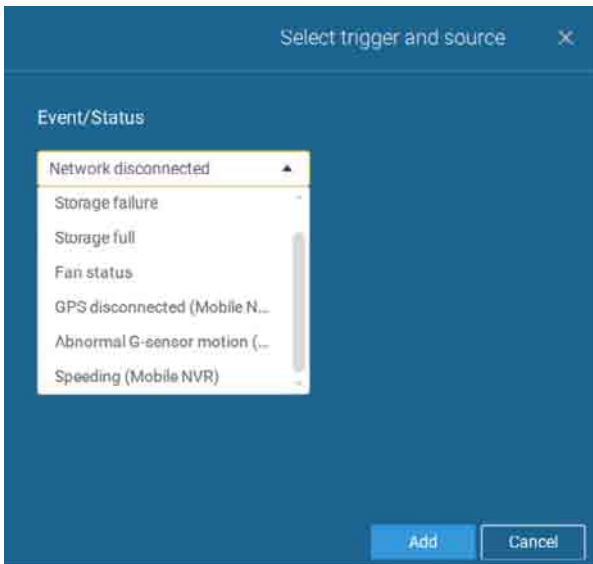 Select trigger and source
Event/Status
Network disconnected
Storage failure
Storage full
Fan status
GPS disconnected (Mobile N...
Abnormal G-sensor motion (...
Speeding (Mobile NVR)
Add
Cancel